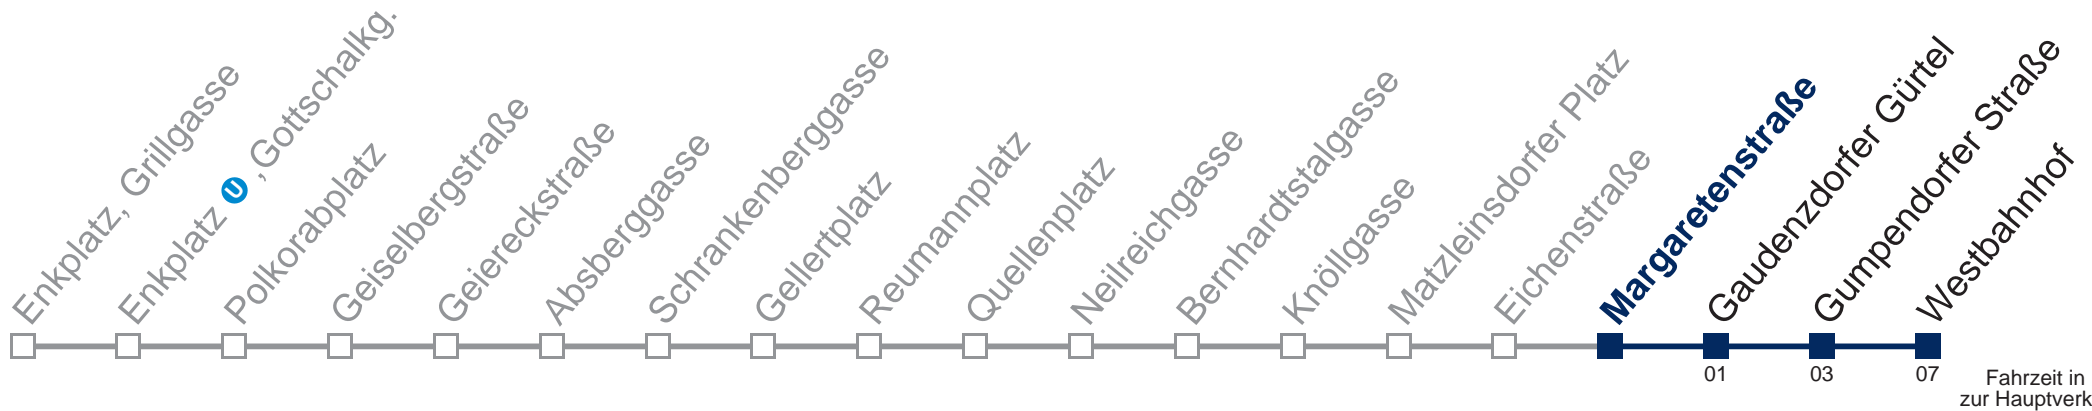 Enkplatz, Grillgasse
Enkplatz U , Gottschalkg.
Polkorabplatz
Geiselbergstraße
Geiereckstraße
Absberggasse
Schrankenberggasse
Gellertplatz
Reumannplatz
Quellenplatz
Neilreichgasse
Bernhardtstalgasse
Knöllgasse
Matzleinsdorfer Platz
Eichenstraße
Margaretenstraße
Gaudenzdorfer Gürtel
Gumpendorfer Straße
Westbahnhof
01
03
07
Fahrzeit in
zur Hauptverk